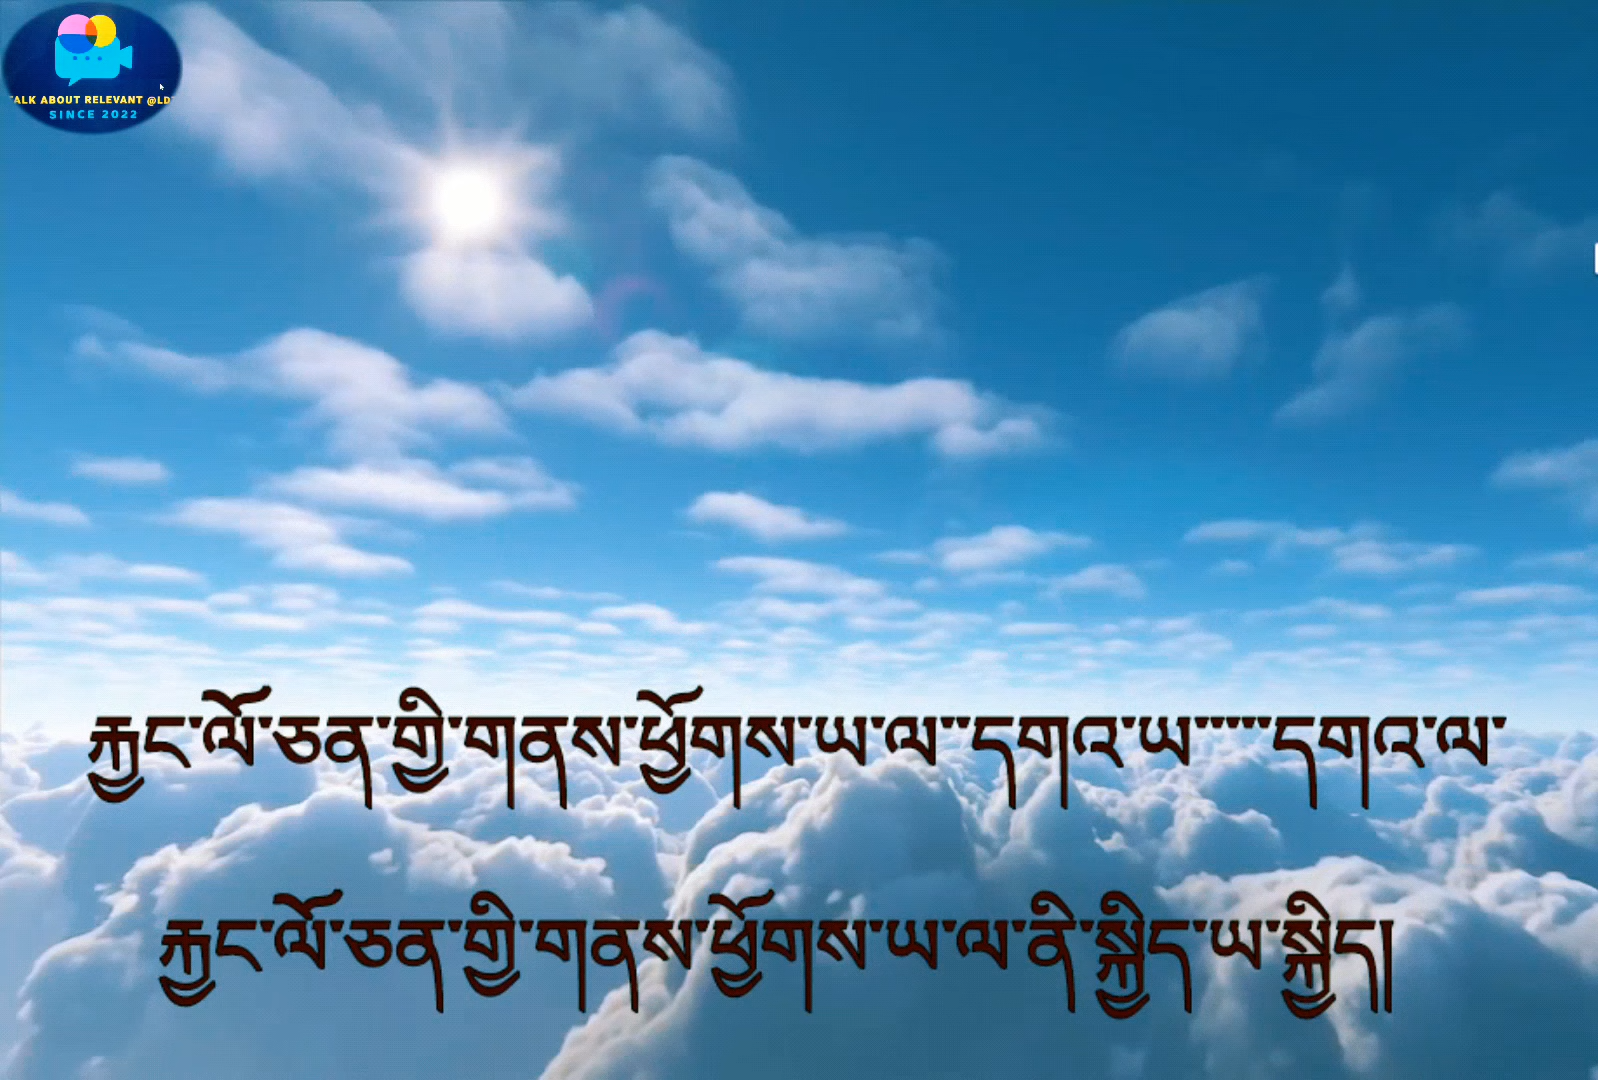 ALK ABOUT RELEVANT @LD
SINCE 2022
རྐྱང་ལོ་ཅན་གྱི་གནས་ཕྱོགས་ཡ་ལ་་དགའ་ཡ་་་་་དགའ་ལ་
རྐྱང་ལོ་ཅན་གྱི་གནས་ཕྱོགས་ཡ་ལ་ནི་སྐྱིད་ཡ་སྐྱིད།